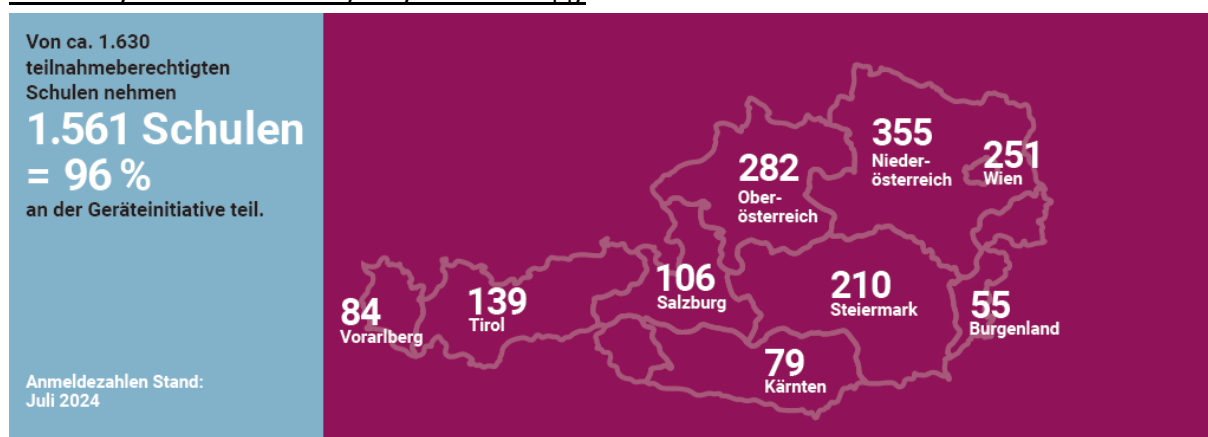 Von ca. 1.630
teilnahmeberechtigten
Schulen nehmen
1.561 Schulen
= 96 %
an der Geräteinitiative teil.
Anmeldezahlen Stand:
Juli 2024
355
Nieder-
österreich
251
Wien
282
Ober-
österreich
106
Salzburg
210
Steiermark
55
Burgenland
139
Tirol
84
Vorarlberg
79
Kärnten